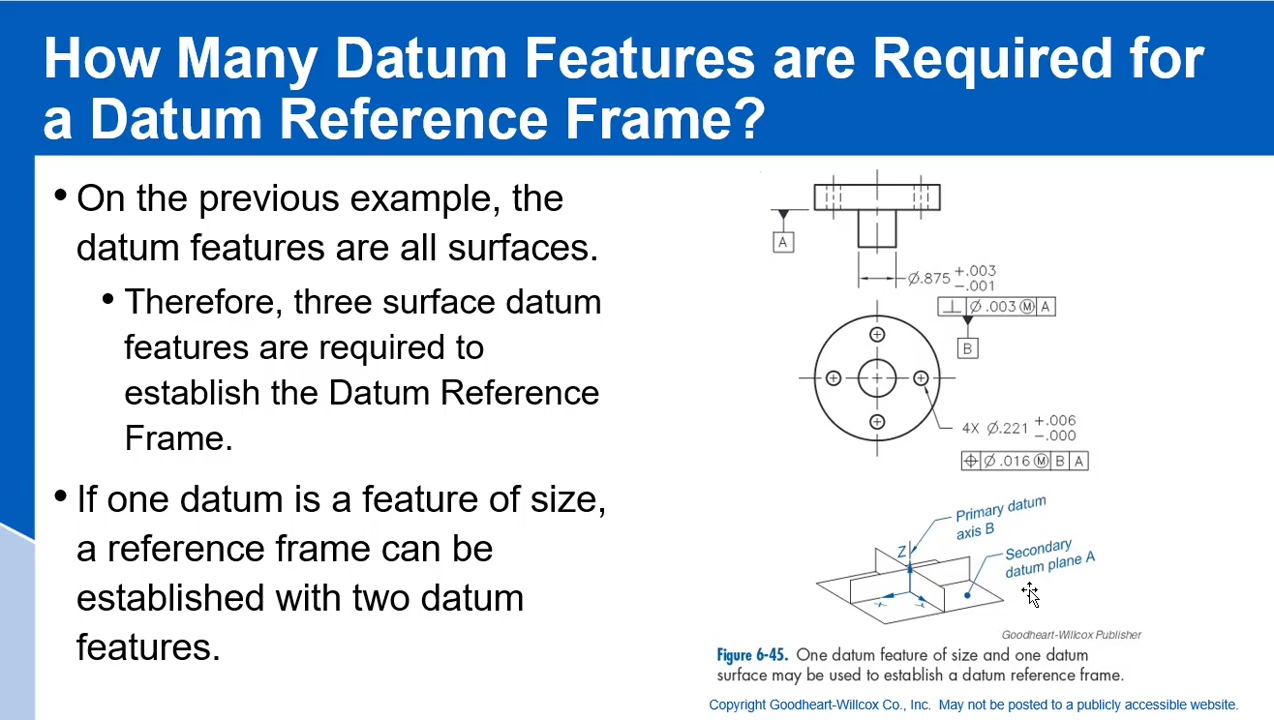 How Many Datum Features are Required for
a Datum Reference Frame?
• On the previous example, the
datum features are all surfaces.
• Therefore, three surface datum
features are required to
establish the Datum Reference
Frame.
• If one datum is a feature of size,
a reference frame can be
established with two datum
features.
A
Ø.875 +.003
−.001
⊥ Ø.003 Ⓜ A
B
4X Ø.221 +.006
−.000
⌖ Ø.016 Ⓜ B A
Primary datum
axis B
Z
Secondary
datum plane A
X
Y
Goodheart-Willcox Publisher
Figure 6-45. One datum feature of size and one datum
surface may be used to establish a datum reference frame.
Copyright Goodheart-Willcox Co., Inc. May not be posted to a publicly accessible website.